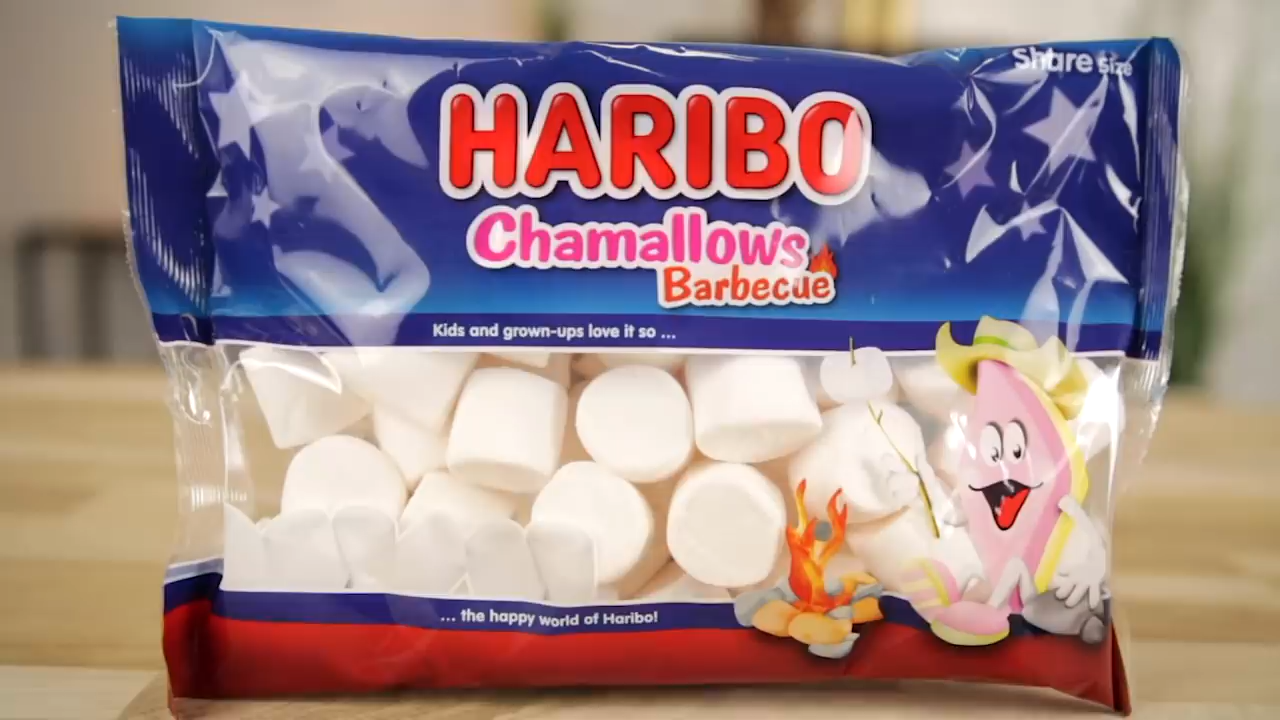 Share size
HARIBO
Chamallows
Barbecue
Kids and grown-ups love it so ...
... the happy world of Haribo!